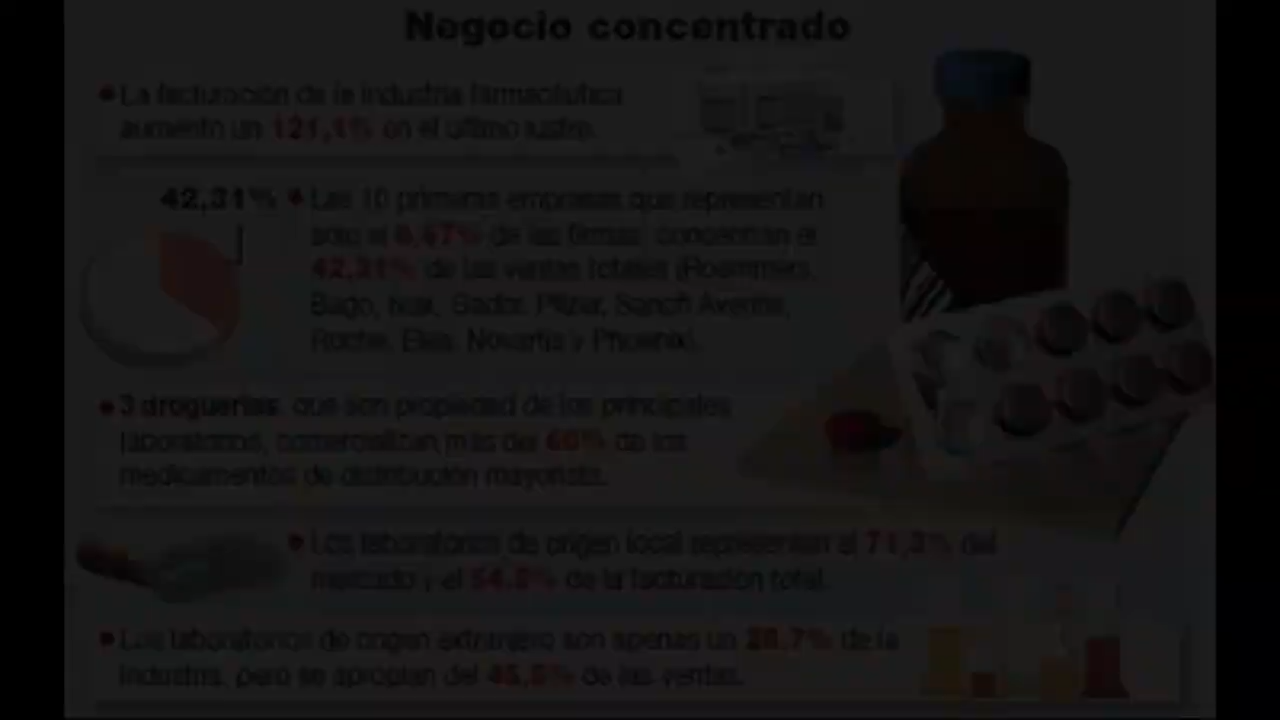 Negocio concentrado
La facturación de la industria farmacéutica
aumentó un 121,1% en el último lustro.
42,31%
Las 10 primeras empresas que representan
sólo el 6,67% de las firmas, concentran el
42,31% de las ventas totales (Roemmers,
Bagó, Ivax, Gador, Pfizer, Sanofi Aventis,
Roche, Elea, Novartis y Phoenix).
3 droguerías, que son propiedad de los principales
laboratorios, comercializan más del 60% de los
medicamentos de distribución mayorista.
Los laboratorios de origen local representan el 71,3% del
mercado y el 54,5% de la facturación total.
Los laboratorios de origen extranjero son apenas un 28,7% de la
industria, pero se apropian del 45,5% de las ventas.